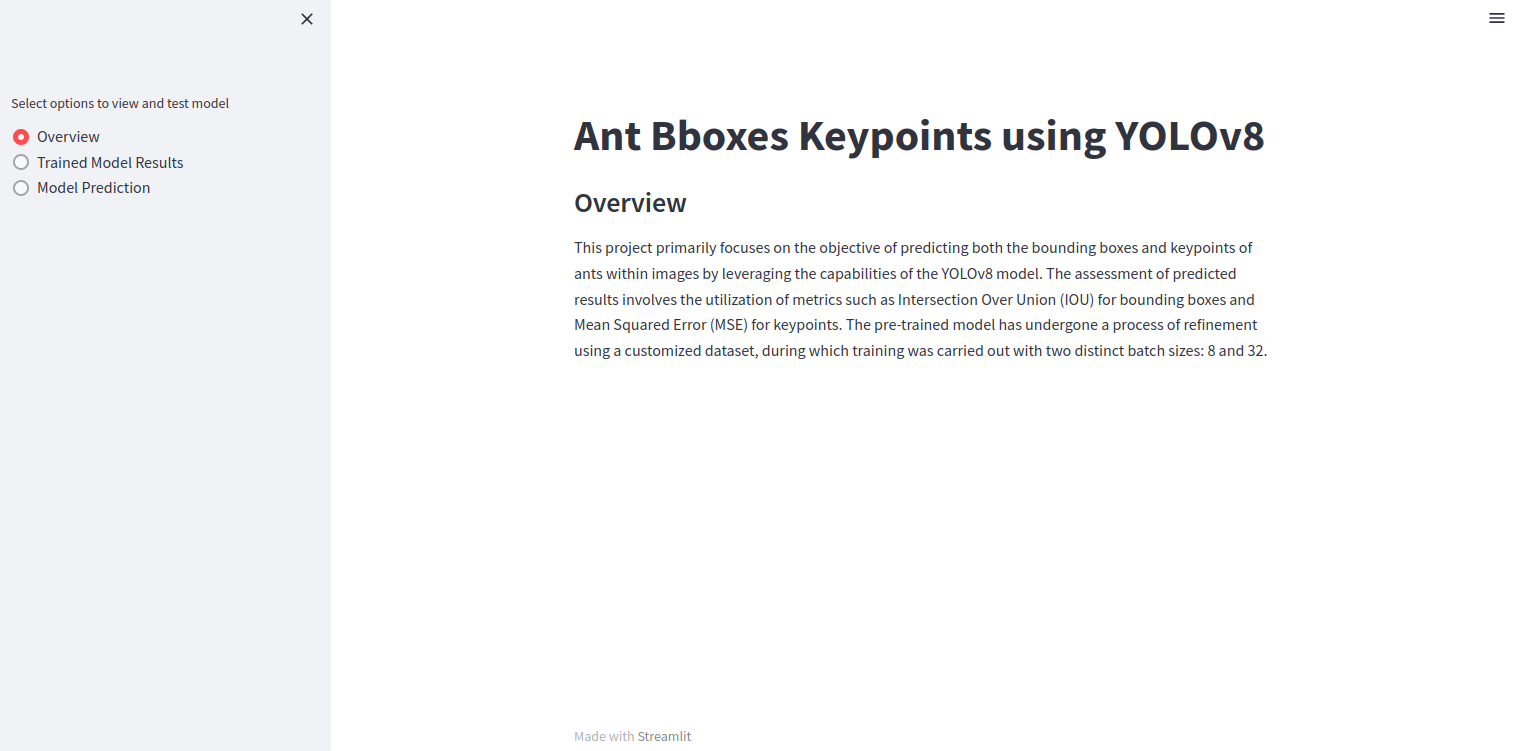 Select options to view and test model
Overview
Trained Model Results
Model Prediction
Ant Bboxes Keypoints using YOLOv8
Overview
This project primarily focuses on the objective of predicting both the bounding boxes and keypoints of
ants within images by leveraging the capabilities of the YOLOv8 model. The assessment of predicted
results involves the utilization of metrics such as Intersection Over Union (IOU) for bounding boxes and
Mean Squared Error (MSE) for keypoints. The pre-trained model has undergone a process of refinement
using a customized dataset, during which training was carried out with two distinct batch sizes: 8 and 32.
Made with Streamlit